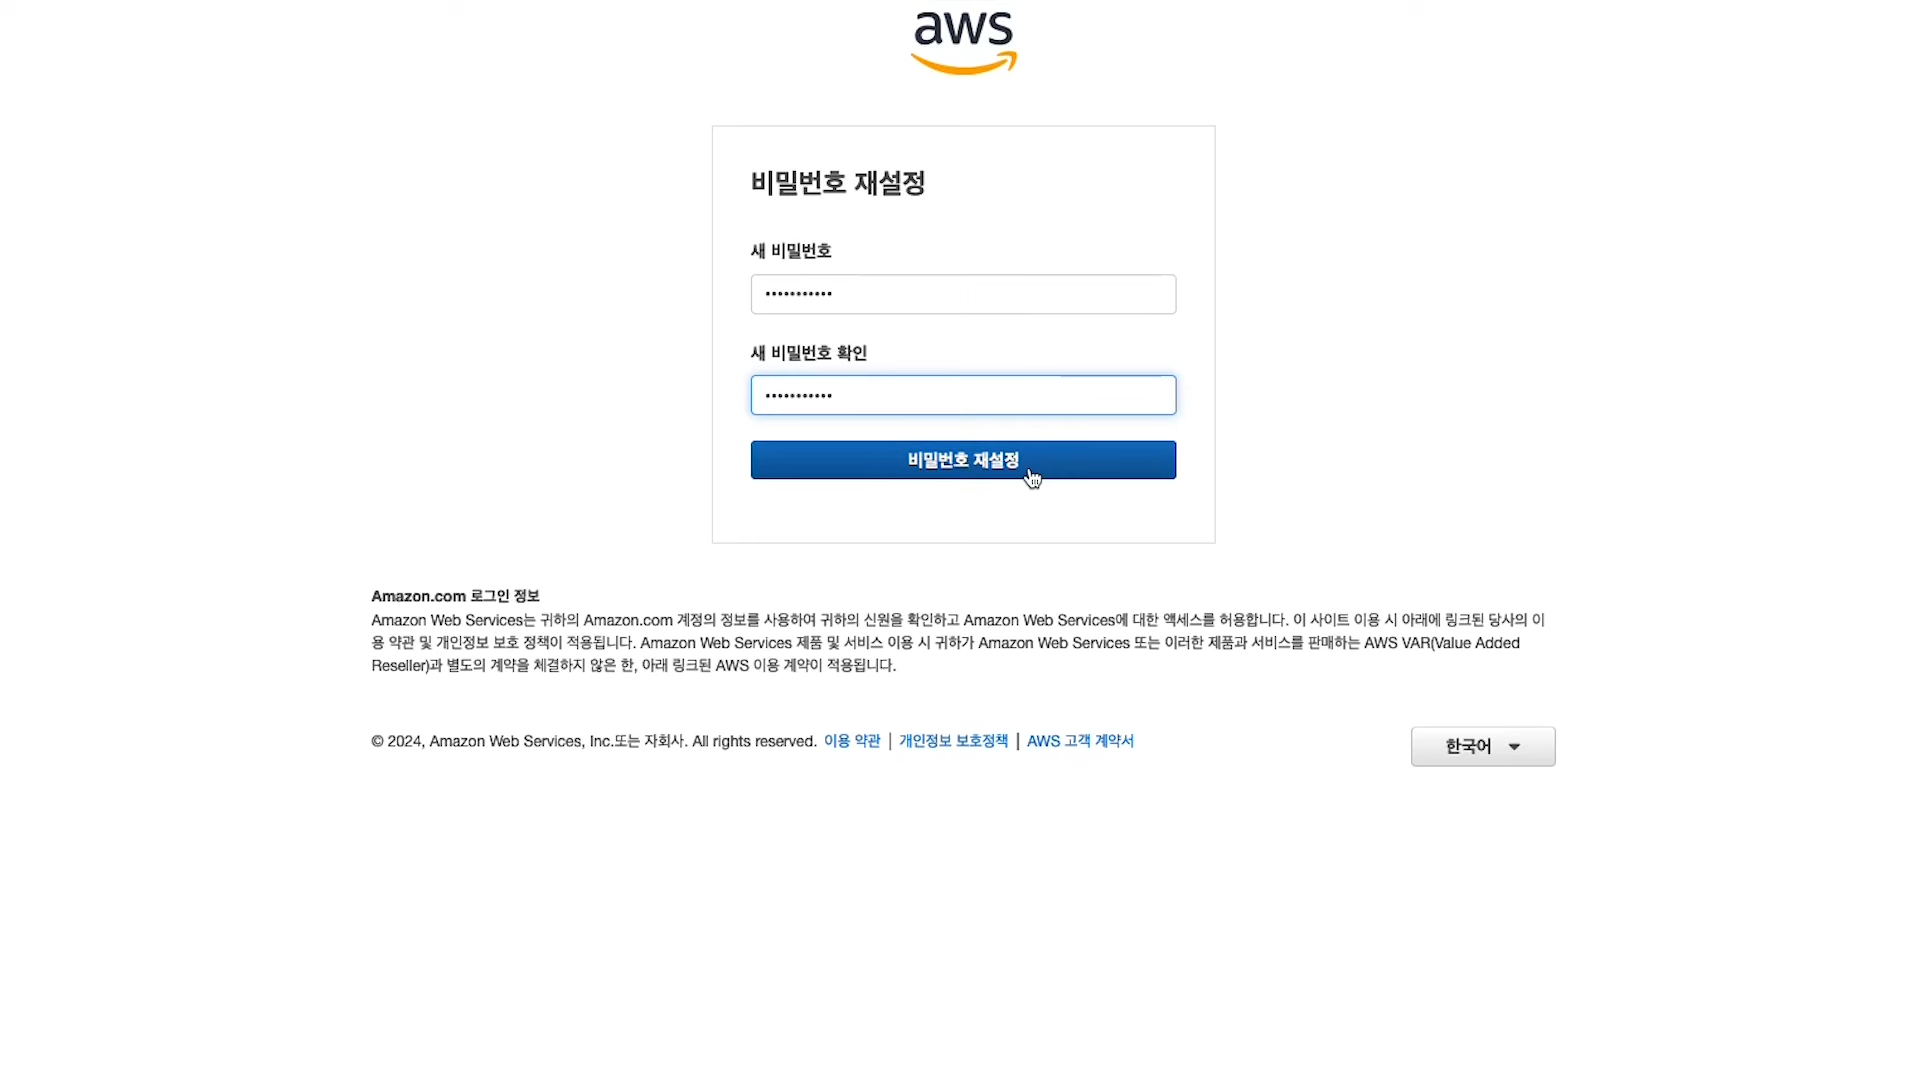 aws
비밀번호 재설정
새 비밀번호
•••••••••••
새 비밀번호 확인
•••••••••••
비밀번호 재설정
Amazon.com 로그인 정보
Amazon Web Services는 귀하의 Amazon.com 계정의 정보를 사용하여 귀하의 신원을 확인하고 Amazon Web Services에 대한 액세스를 허용합니다. 이 사이트 이용 시 아래에 링크된 당사의 이
용 약관 및 개인정보 보호 정책이 적용됩니다. Amazon Web Services 제품 및 서비스 이용 시 귀하가 Amazon Web Services 또는 이러한 제품과 서비스를 판매하는 AWS VAR(Value Added
Reseller)과 별도의 계약을 체결하지 않은 한, 아래 링크된 AWS 이용 계약이 적용됩니다.
© 2024, Amazon Web Services, Inc.또는 자회사. All rights reserved. 이용 약관 | 개인정보 보호정책 | AWS 고객 계약서
한국어